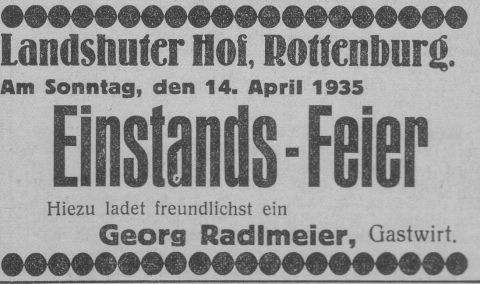 Landshuter Hof, Rottenburg.
Am Sonntag, den 14. April 1935
Einstands-Feier
Hiezu ladet freundlichst ein
Georg Radlmeier, Gastwirt.